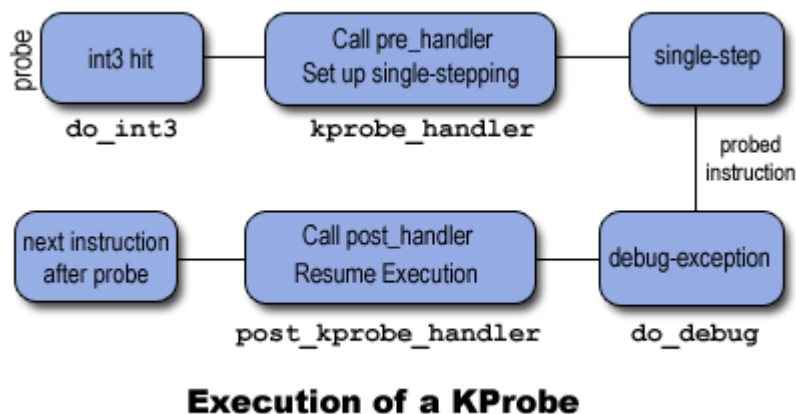 probe
int3 hit
Call pre_handler
Set up single-stepping
single-step
do_int3
kprobe_handler
probed
instruction
next instruction
after probe
Call post_handler
Resume Execution
debug-exception
post_kprobe_handler
do_debug
Execution of a KProbe